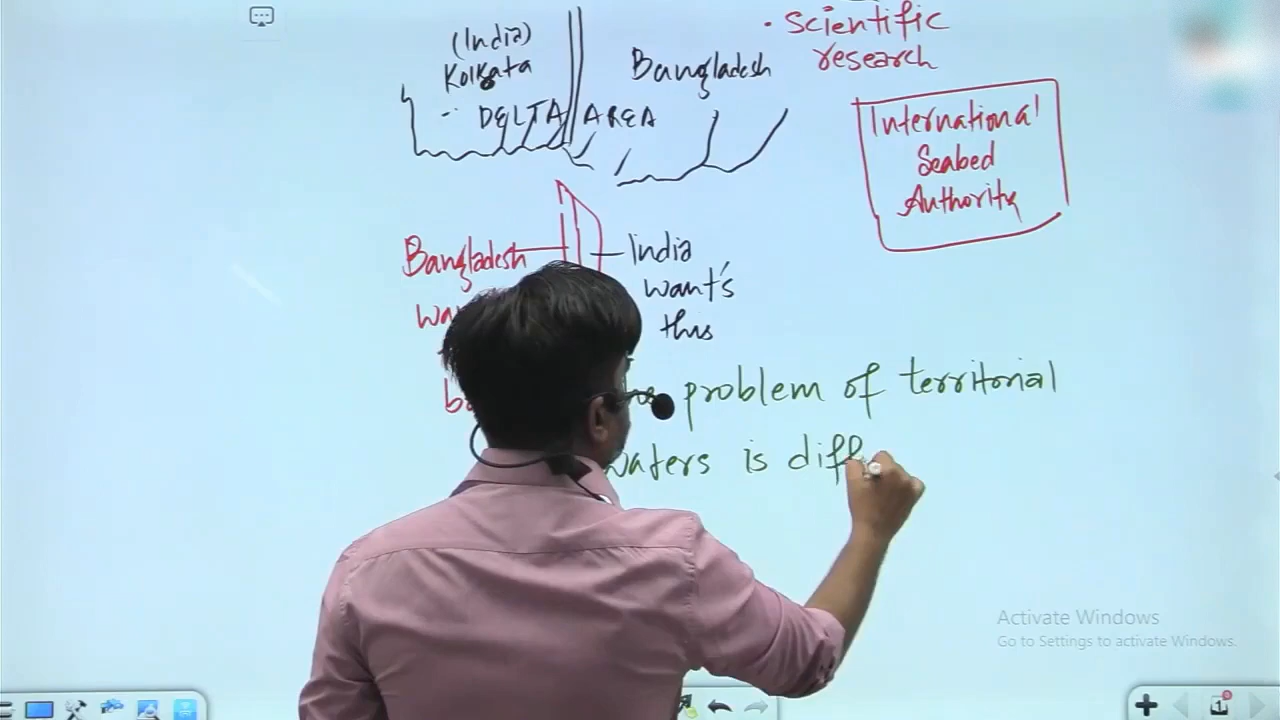 (India)
Kolkata
DELTA AREA
Bangladesh
• Scientific
research
International
Seabed
Authority
Bangladesh
India
want's
this
problem of territorial
waters is diff
Activate Windows
Go to Settings to activate Windows.